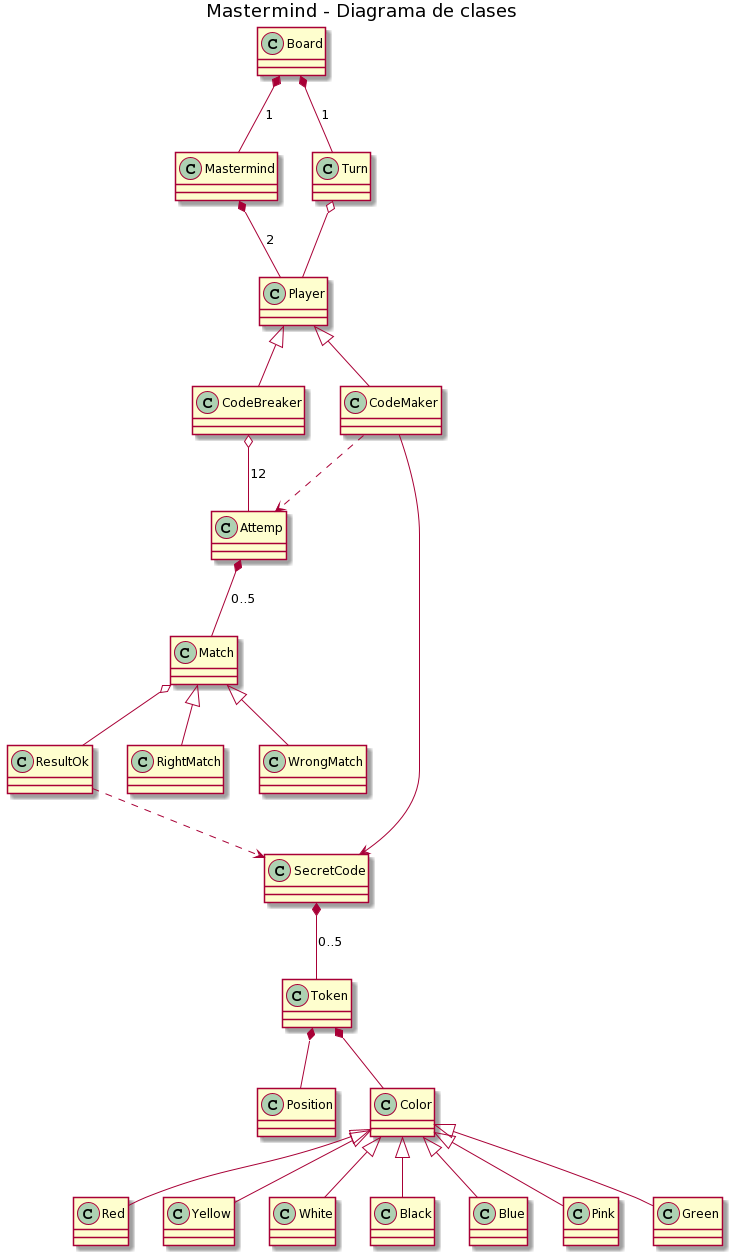 Mastermind - Diagrama de clases
C Board
1
1
C Mastermind
C Turn
2
C Player
C CodeBreaker
C CodeMaker
12
C Attemp
0..5
C Match
C ResultOk
C RightMatch
C WrongMatch
C SecretCode
0..5
C Token
C Position
C Color
C Red
C Yellow
C White
C Black
C Blue
C Pink
C Green